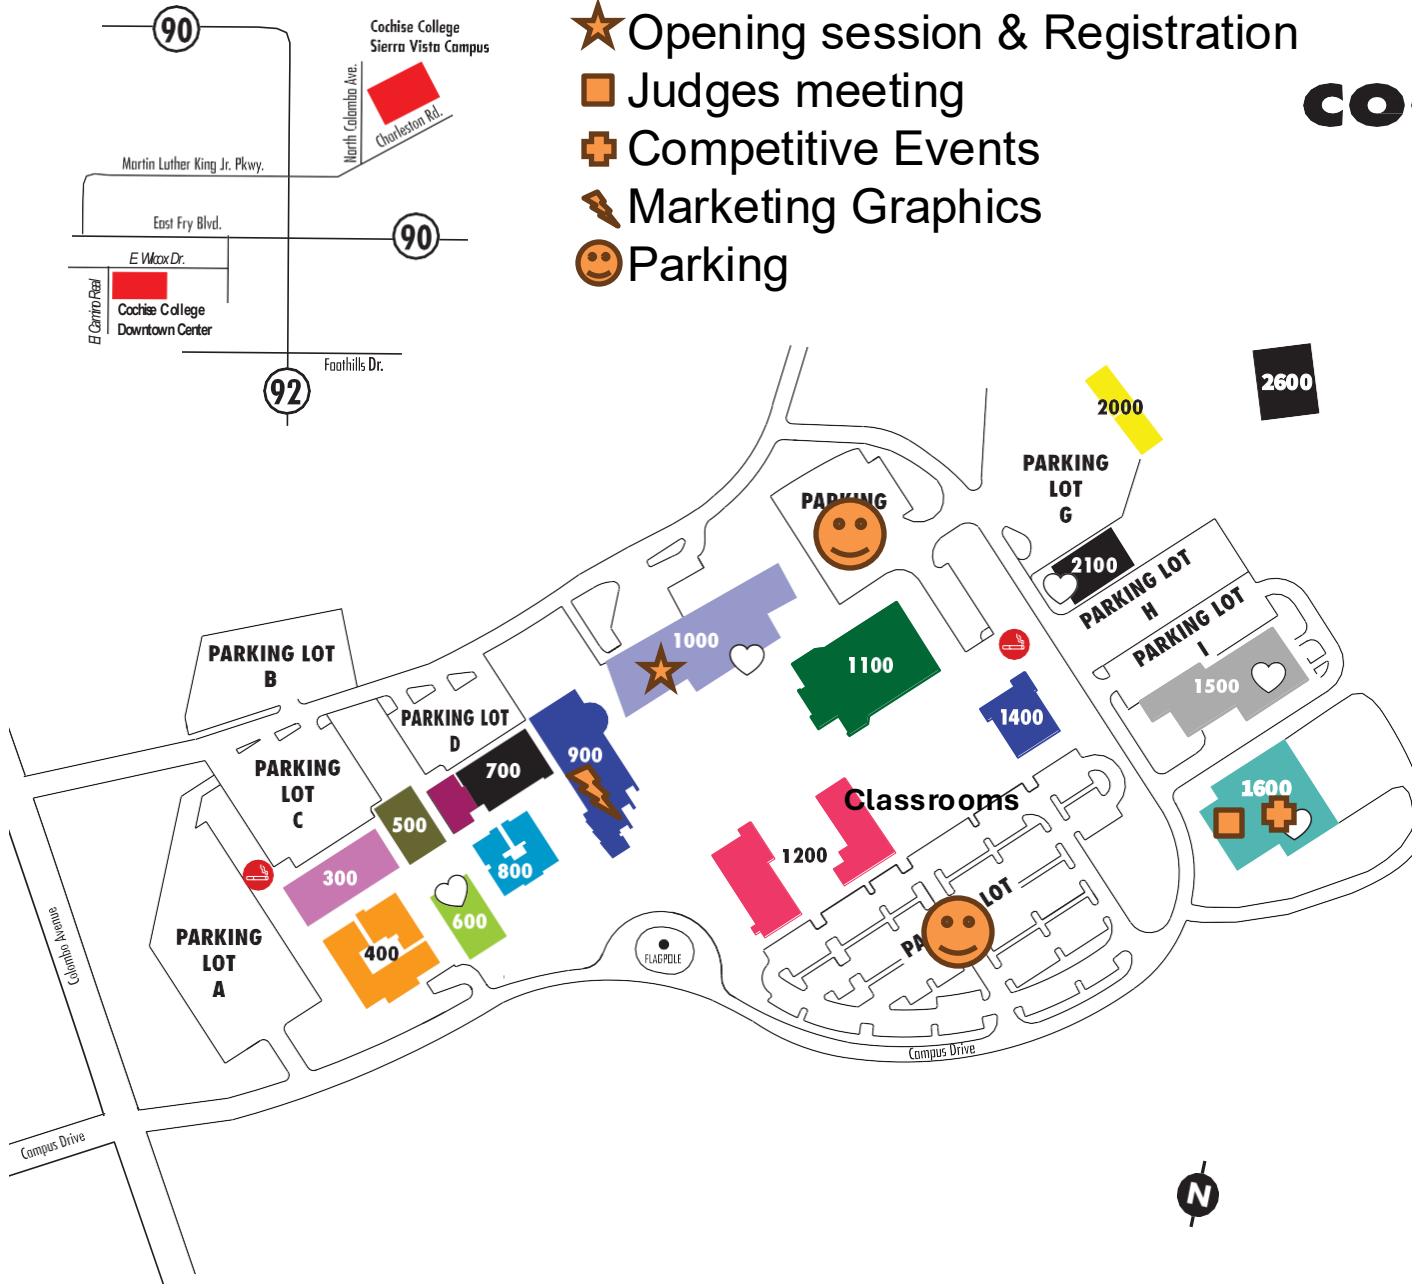 90
Cochise College
Sierra Vista Campus
North Colombo Ave.
Charleston Rd.
Martin Luther King Jr. Pkwy.
East Fry Blvd.
90
E Wilcox Dr.
El Camino Real
Cochise College
Downtown Center
Foothills Dr.
92
Opening session & Registration
Judges meeting
Competitive Events
Marketing Graphics
Parking
CO
2600
2000
PARKING
LOT
G
PARKING
2100
PARKING LOT
H
PARKING LOT
I
1000
1100
1500
1400
PARKING LOT
B
PARKING LOT
D
PARKING
LOT
C
700
900
500
800
300
600
400
Classrooms
1200
1600
LOT
PA
PARKING
LOT
A
FLAGPOLE
Colombo Avenue
Campus Drive
Campus Drive
N